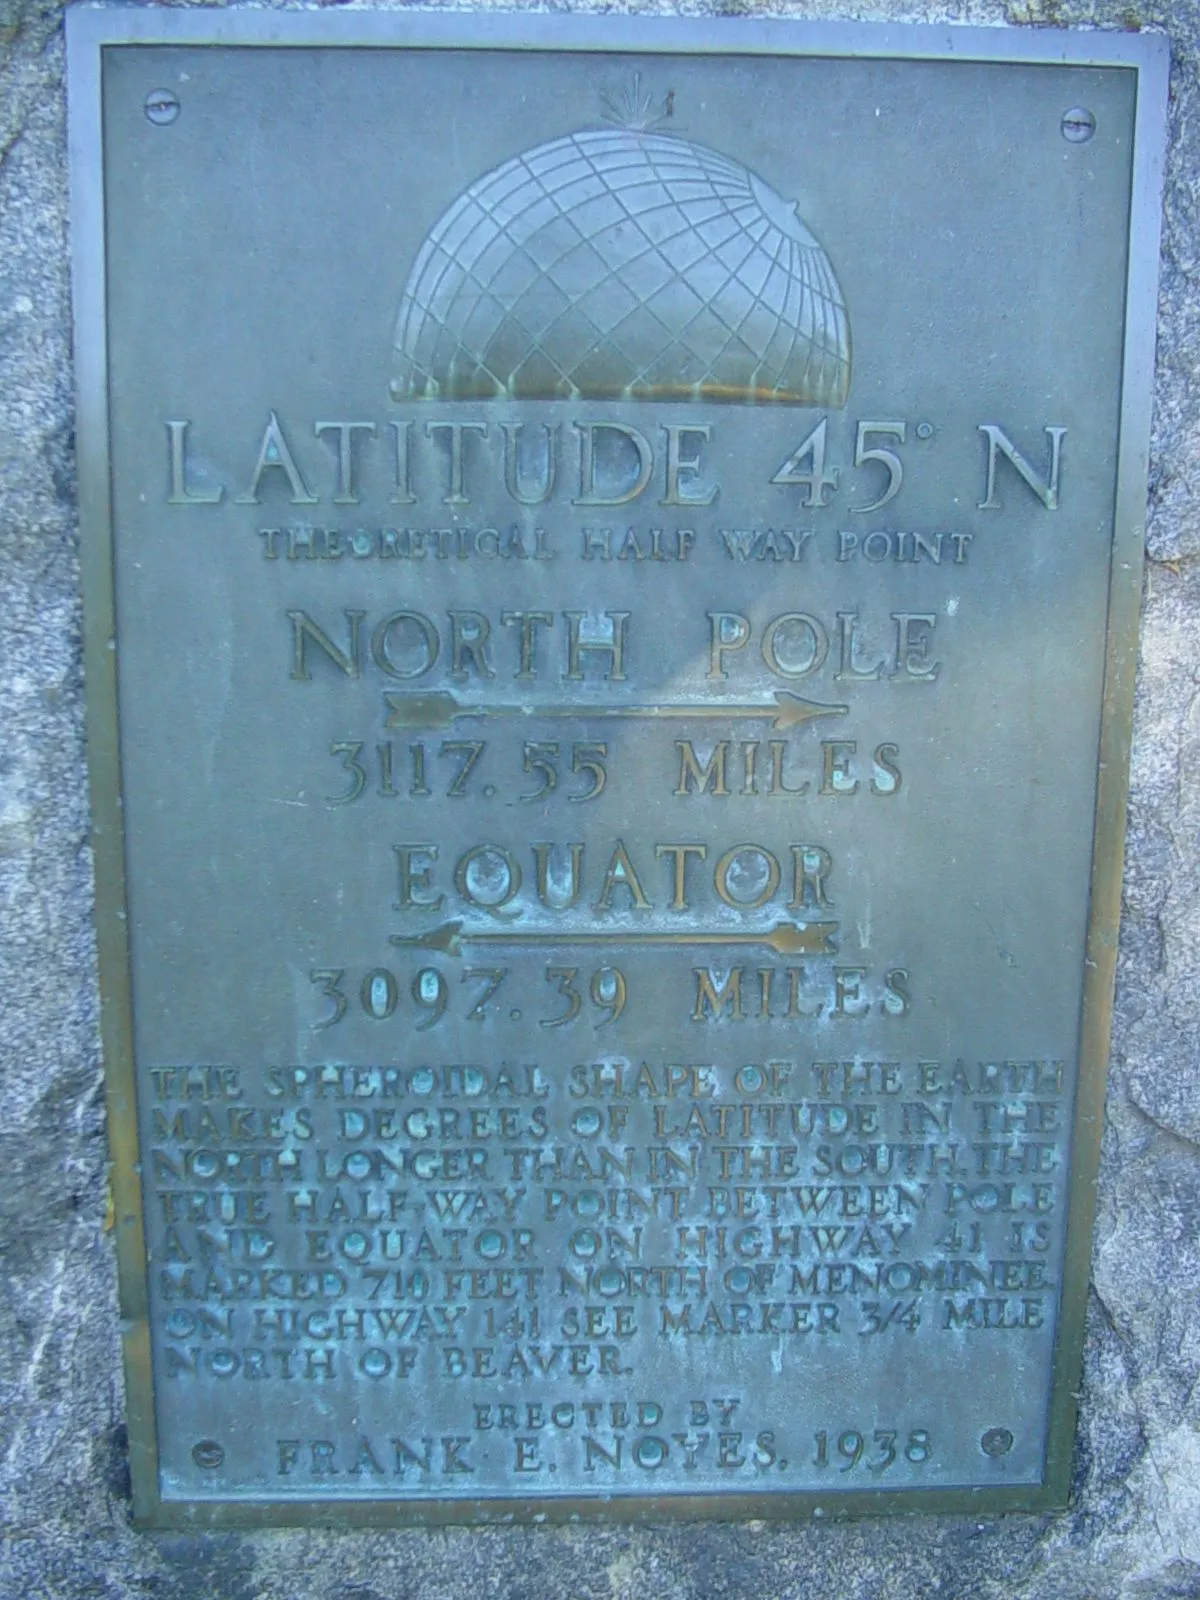 LATITUDE 45° N
THEORETICAL HALF WAY POINT
NORTH POLE
3117.55 MILES
EQUATOR
3097.39 MILES
THE SPHEROIDAL SHAPE OF THE EARTH
MAKES DEGREES OF LATITUDE IN THE
NORTH LONGER THAN IN THE SOUTH. THE
TRUE HALF-WAY POINT BETWEEN POLE
AND EQUATOR ON HIGHWAY 41 IS
MARKED 710 FEET NORTH OF MENOMINEE.
ON HIGHWAY 141 SEE MARKER 3/4 MILE
NORTH OF BEAVER.
ERECTED BY
FRANK E. NOYES. 1938